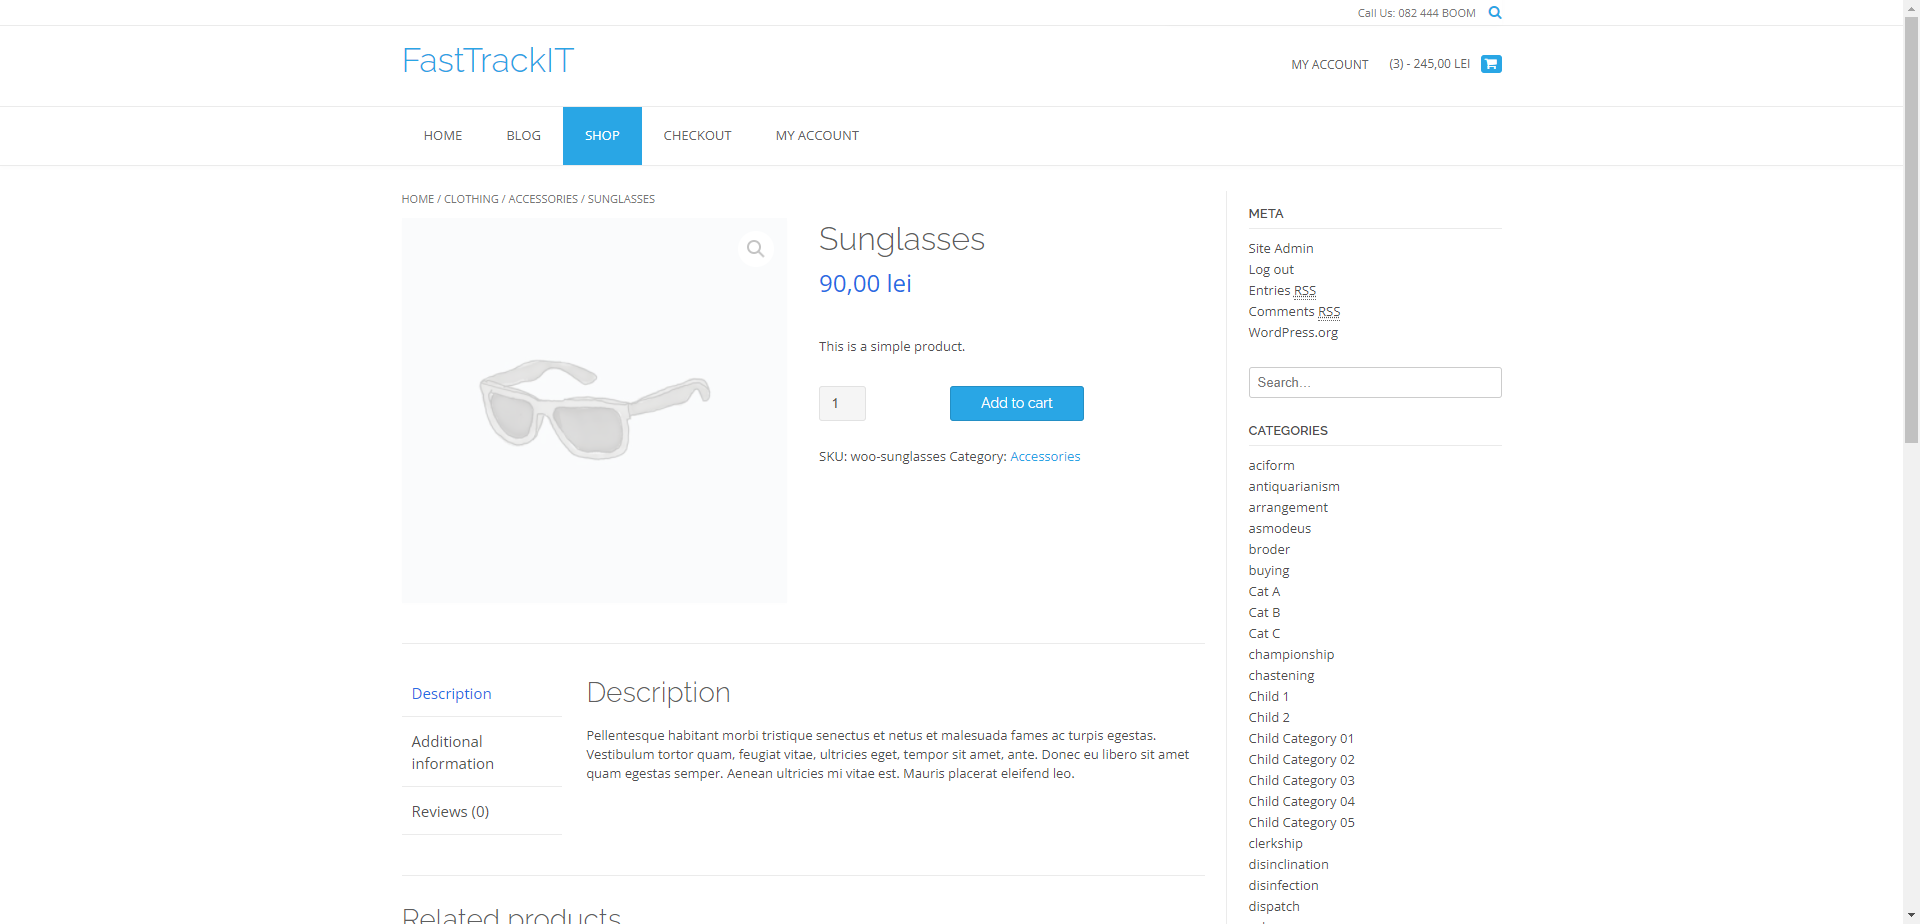 Call Us: 082 444 BOOM
FastTrackIT
MY ACCOUNT (3) - 245,00 LEI
HOME BLOG SHOP CHECKOUT MY ACCOUNT
HOME / CLOTHING / ACCESSORIES / SUNGLASSES
Sunglasses
90,00 lei
This is a simple product.
1 Add to cart
SKU: woo-sunglasses Category: Accessories
Description
Additional
information
Reviews (0)
Description
Pellentesque habitant morbi tristique senectus et netus et malesuada fames ac turpis egestas.
Vestibulum tortor quam, feugiat vitae, ultricies eget, tempor sit amet, ante. Donec eu libero sit amet
quam egestas semper. Aenean ultricies mi vitae est. Mauris placerat eleifend leo.
Related products
META
Site Admin
Log out
Entries RSS
Comments RSS
WordPress.org
Search…
CATEGORIES
aciform
antiquarianism
arrangement
asmodeus
broder
buying
Cat A
Cat B
Cat C
championship
chastening
Child 1
Child 2
Child Category 01
Child Category 02
Child Category 03
Child Category 04
Child Category 05
clerkship
disinclination
disinfection
dispatch